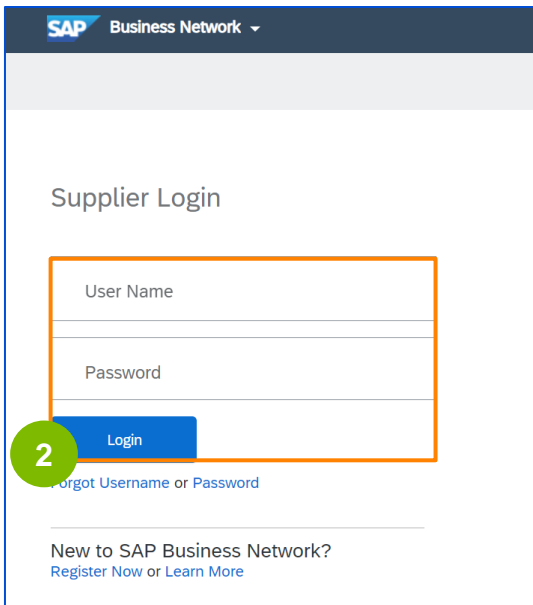 SAP Business Network
Supplier Login
User Name
Password
Login
2
Forgot Username or Password
New to SAP Business Network?
Register Now or Learn More